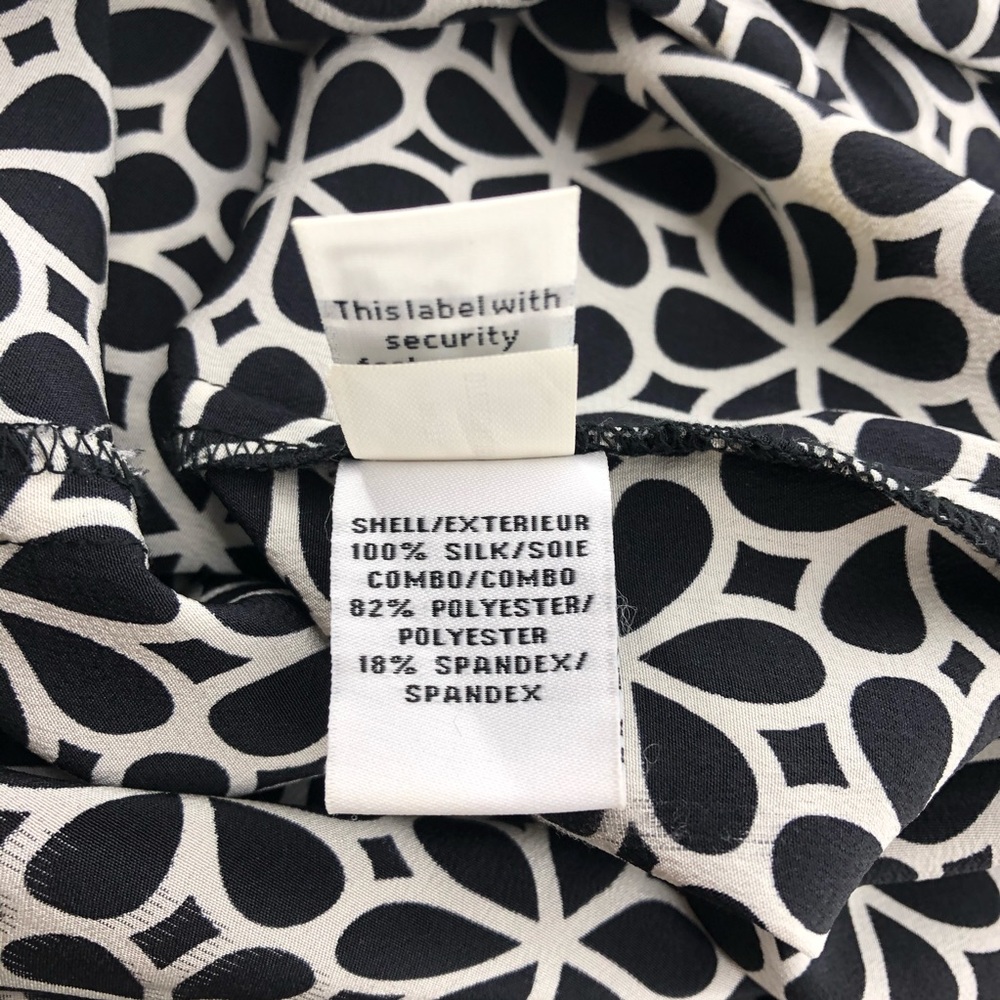 This label with
security
SHELL/EXTERIEUR
100% SILK/SOIE
COMBO/COMBO
82% POLYESTER/
POLYESTER
18% SPANDEX/
SPANDEX